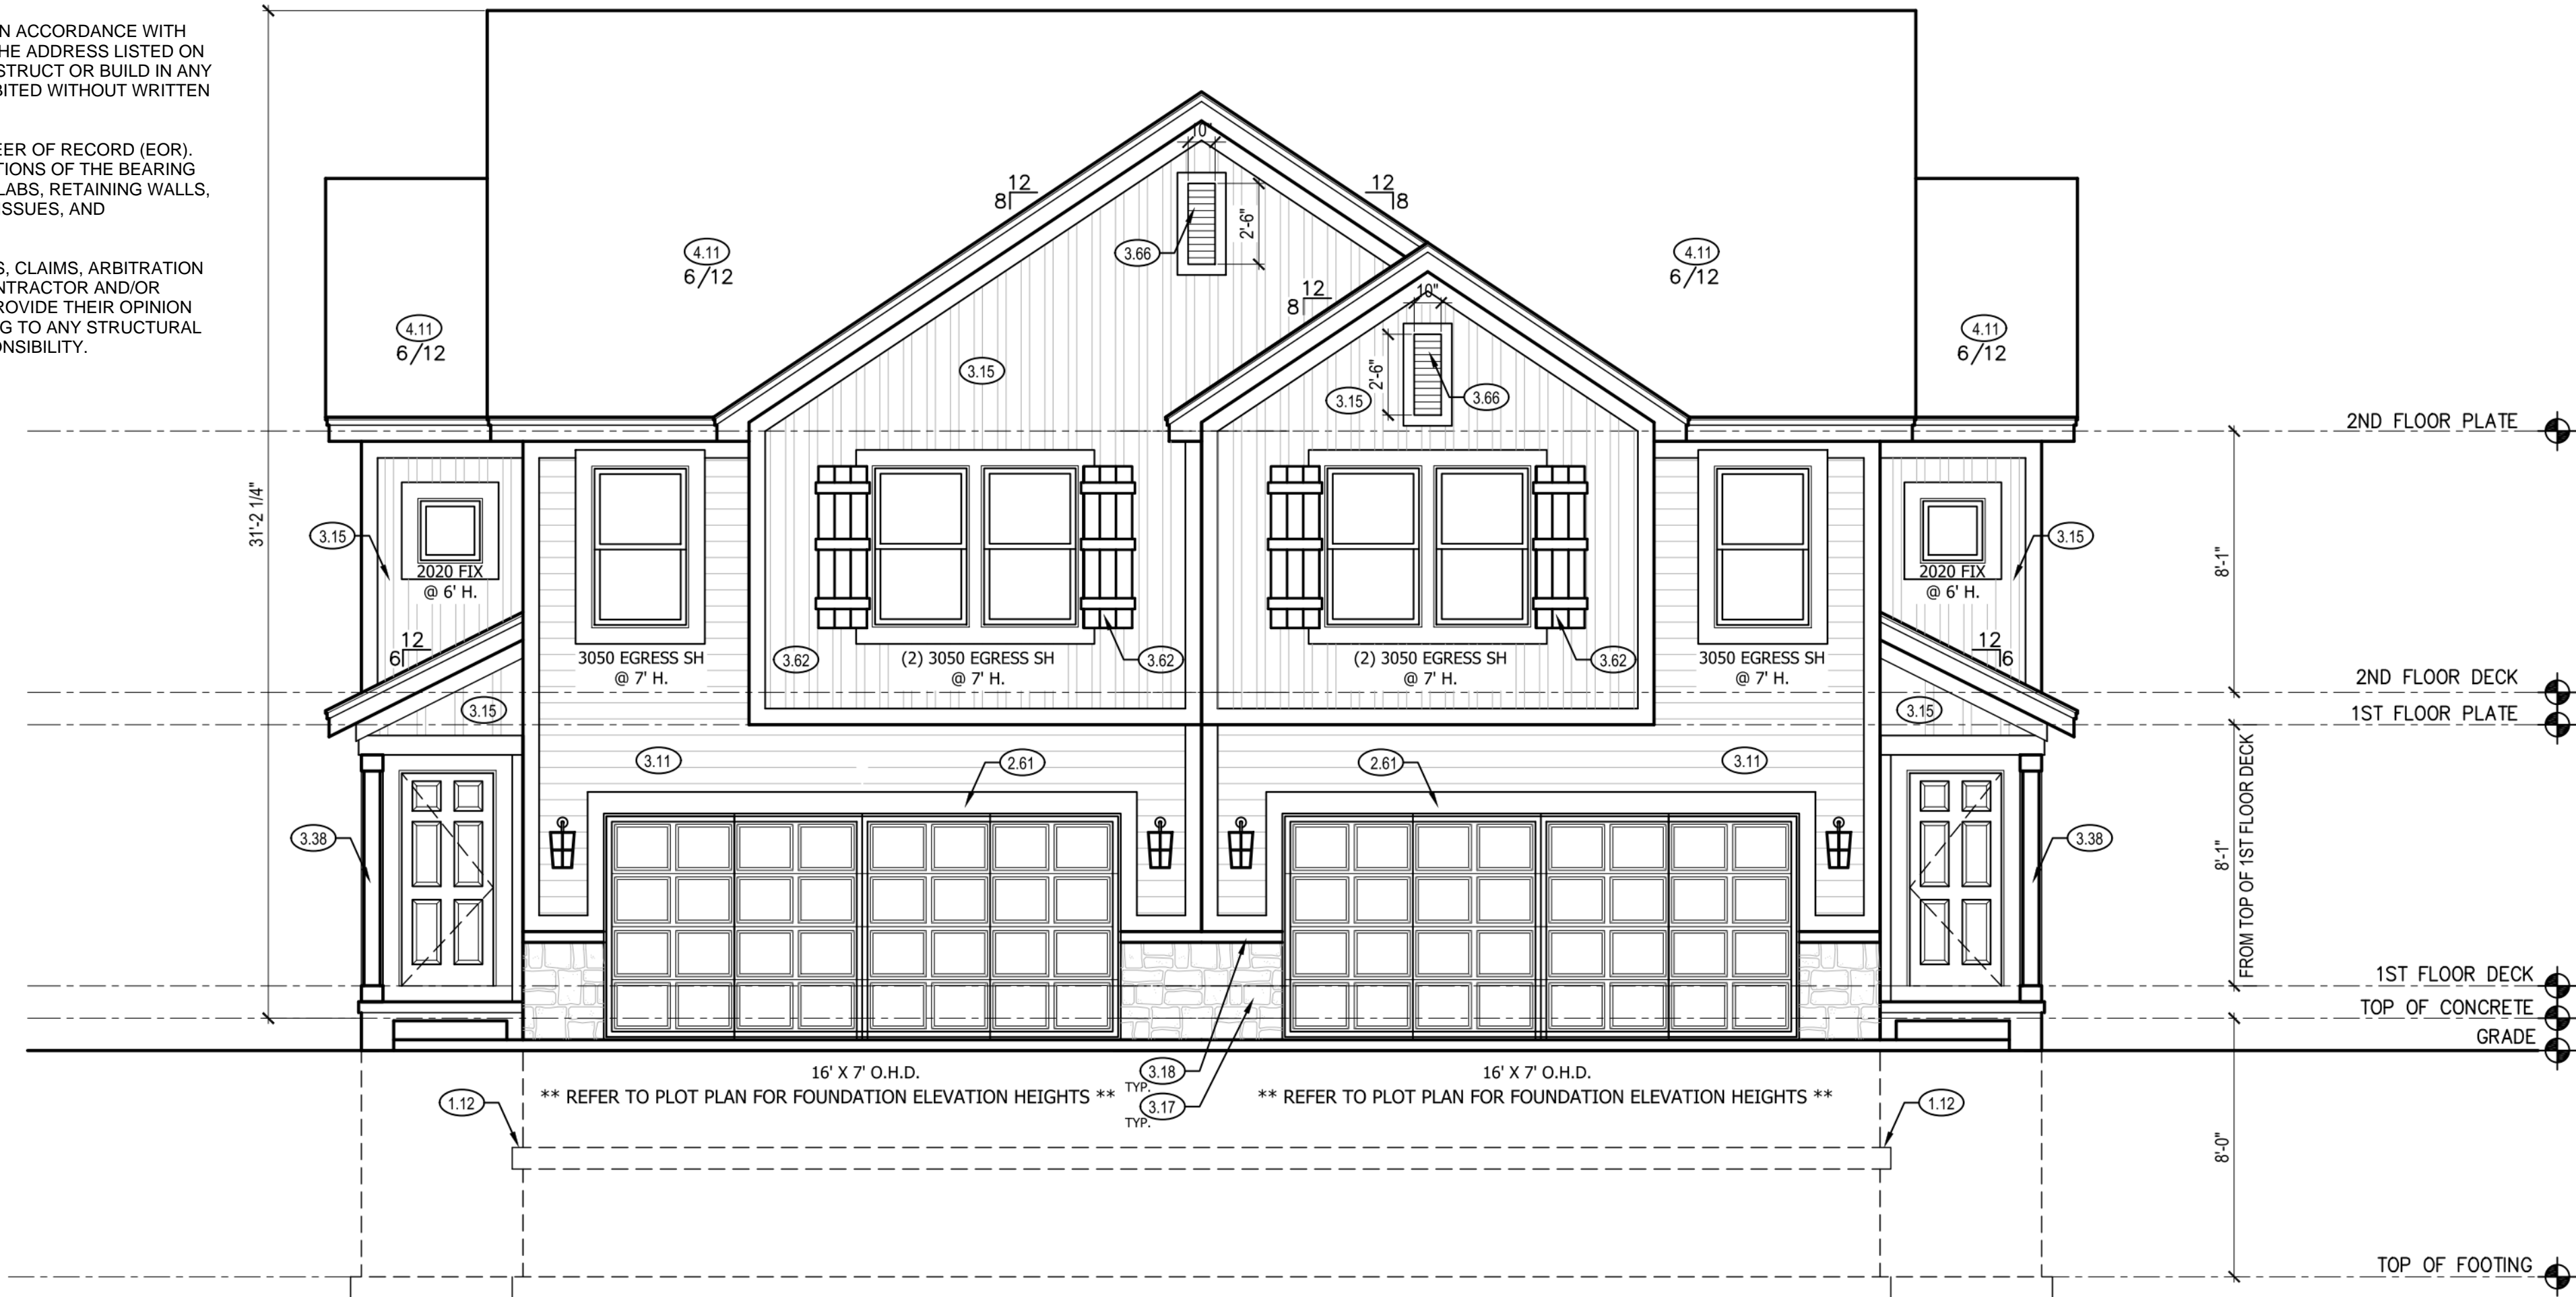 N ACCORDANCE WITH
HE ADDRESS LISTED ON
STRUCT OR BUILD IN ANY
BITED WITHOUT WRITTEN
EER OF RECORD (EOR).
TIONS OF THE BEARING
LABS, RETAINING WALLS,
ISSUES, AND
S, CLAIMS, ARBITRATION
NTRACTOR AND/OR
ROVIDE THEIR OPINION
G TO ANY STRUCTURAL
ONSIBILITY.
31'-2 1/4"
10"
12
8
12
8
2'-6"
3.66
4.11
6/12
4.11
6/12
12
8
10"
4.11
6/12
4.11
6/12
3.15
2'-6"
3.15
3.66
2ND FLOOR PLATE
3.15
3.15
2020 FIX
@ 6' H.
2020 FIX
@ 6' H.
8'-1"
12
6
12
6
3050 EGRESS SH
@ 7' H.
3.62
(2) 3050 EGRESS SH
@ 7' H.
3.62
(2) 3050 EGRESS SH
@ 7' H.
3.62
3050 EGRESS SH
@ 7' H.
2ND FLOOR DECK
3.15
3.15
1ST FLOOR PLATE
3.11
2.61
2.61
3.11
3.38
3.38
8'-1"
FROM TOP OF 1ST FLOOR DECK
1ST FLOOR DECK
TOP OF CONCRETE
GRADE
16' X 7' O.H.D.
3.18
TYP.
16' X 7' O.H.D.
** REFER TO PLOT PLAN FOR FOUNDATION ELEVATION HEIGHTS **
3.17
TYP.
** REFER TO PLOT PLAN FOR FOUNDATION ELEVATION HEIGHTS **
1.12
1.12
8'-0"
TOP OF FOOTING